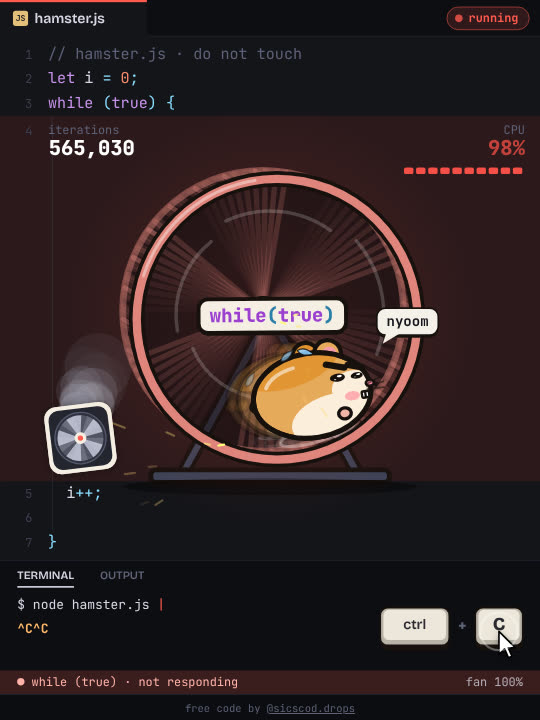 JS hamster.js
running
1 // hamster.js · do not touch
2 let i = 0;
3 while (true) {
4 iterations
565,030
CPU
98%
while(true)
nyoom
5 i++;
6
7 }
TERMINAL OUTPUT
$ node hamster.js |
^C^C
ctrl + C
while (true) · not responding
fan 100%
free code by @sicscod.drops